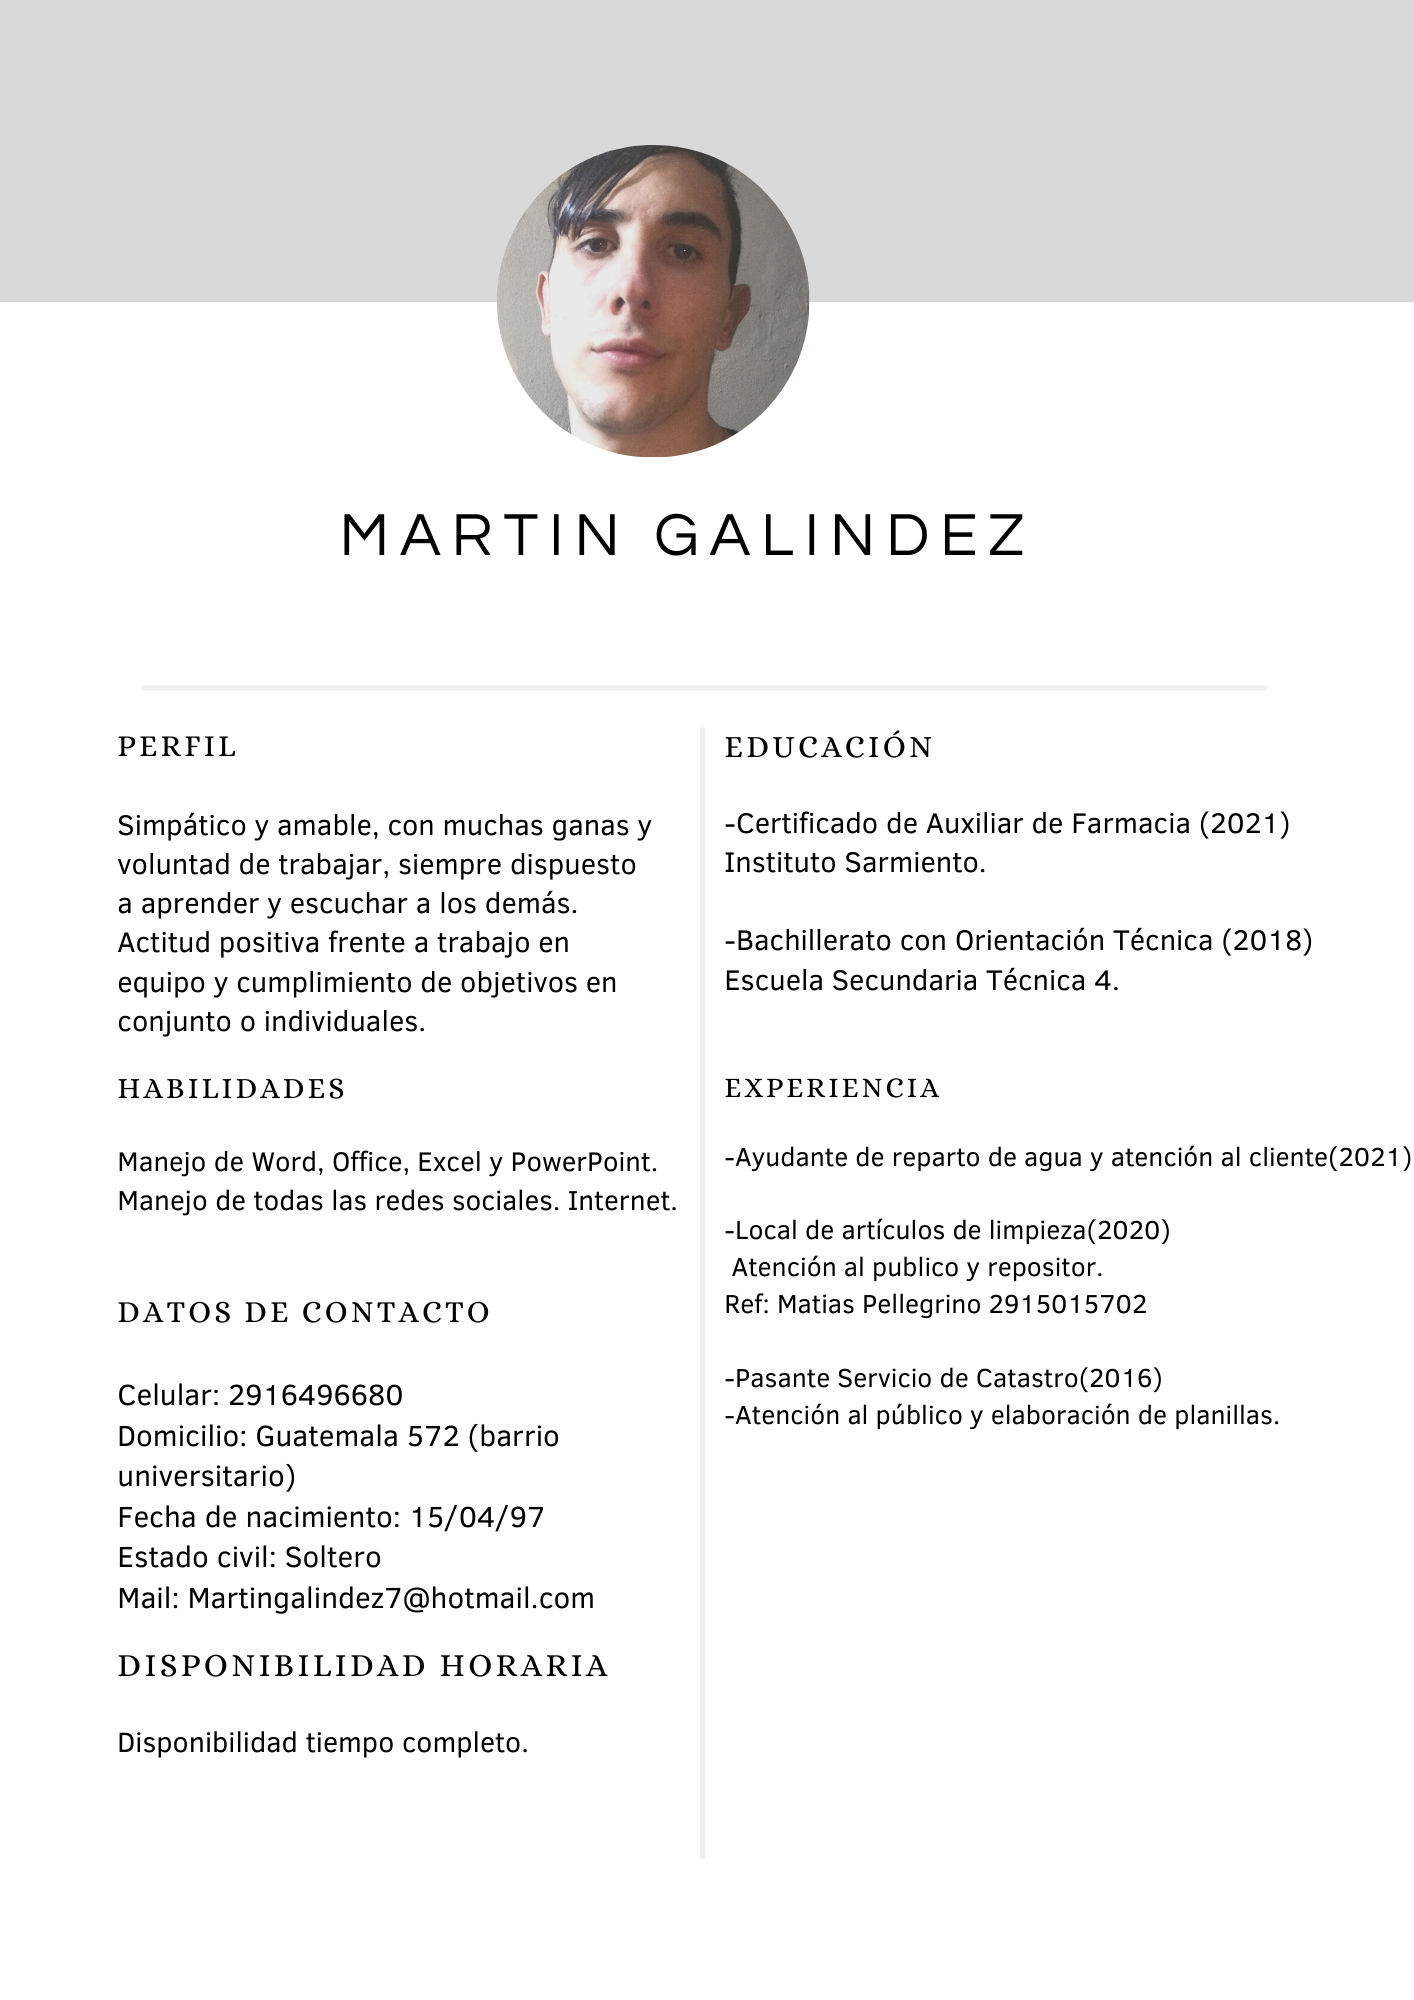 MARTIN GALINDEZ
PERFIL
Simpático y amable, con muchas ganas y
voluntad de trabajar, siempre dispuesto
a aprender y escuchar a los demás.
Actitud positiva frente a trabajo en
equipo y cumplimiento de objetivos en
conjunto o individuales.
HABILIDADES
Manejo de Word, Office, Excel y PowerPoint.
Manejo de todas las redes sociales. Internet.
DATOS DE CONTACTO
Celular: 2916496680
Domicilio: Guatemala 572 (barrio
universitario)
Fecha de nacimiento: 15/04/97
Estado civil: Soltero
Mail: Martingalindez7@hotmail.com
DISPONIBILIDAD HORARIA
Disponibilidad tiempo completo.
EDUCACIÓN
-Certificado de Auxiliar de Farmacia (2021)
Instituto Sarmiento.
-Bachillerato con Orientación Técnica (2018)
Escuela Secundaria Técnica 4.
EXPERIENCIA
-Ayudante de reparto de agua y atención al cliente(2021)
-Local de artículos de limpieza(2020)
Atención al publico y repositor.
Ref: Matias Pellegrino 2915015702
-Pasante Servicio de Catastro(2016)
-Atención al público y elaboración de planillas.